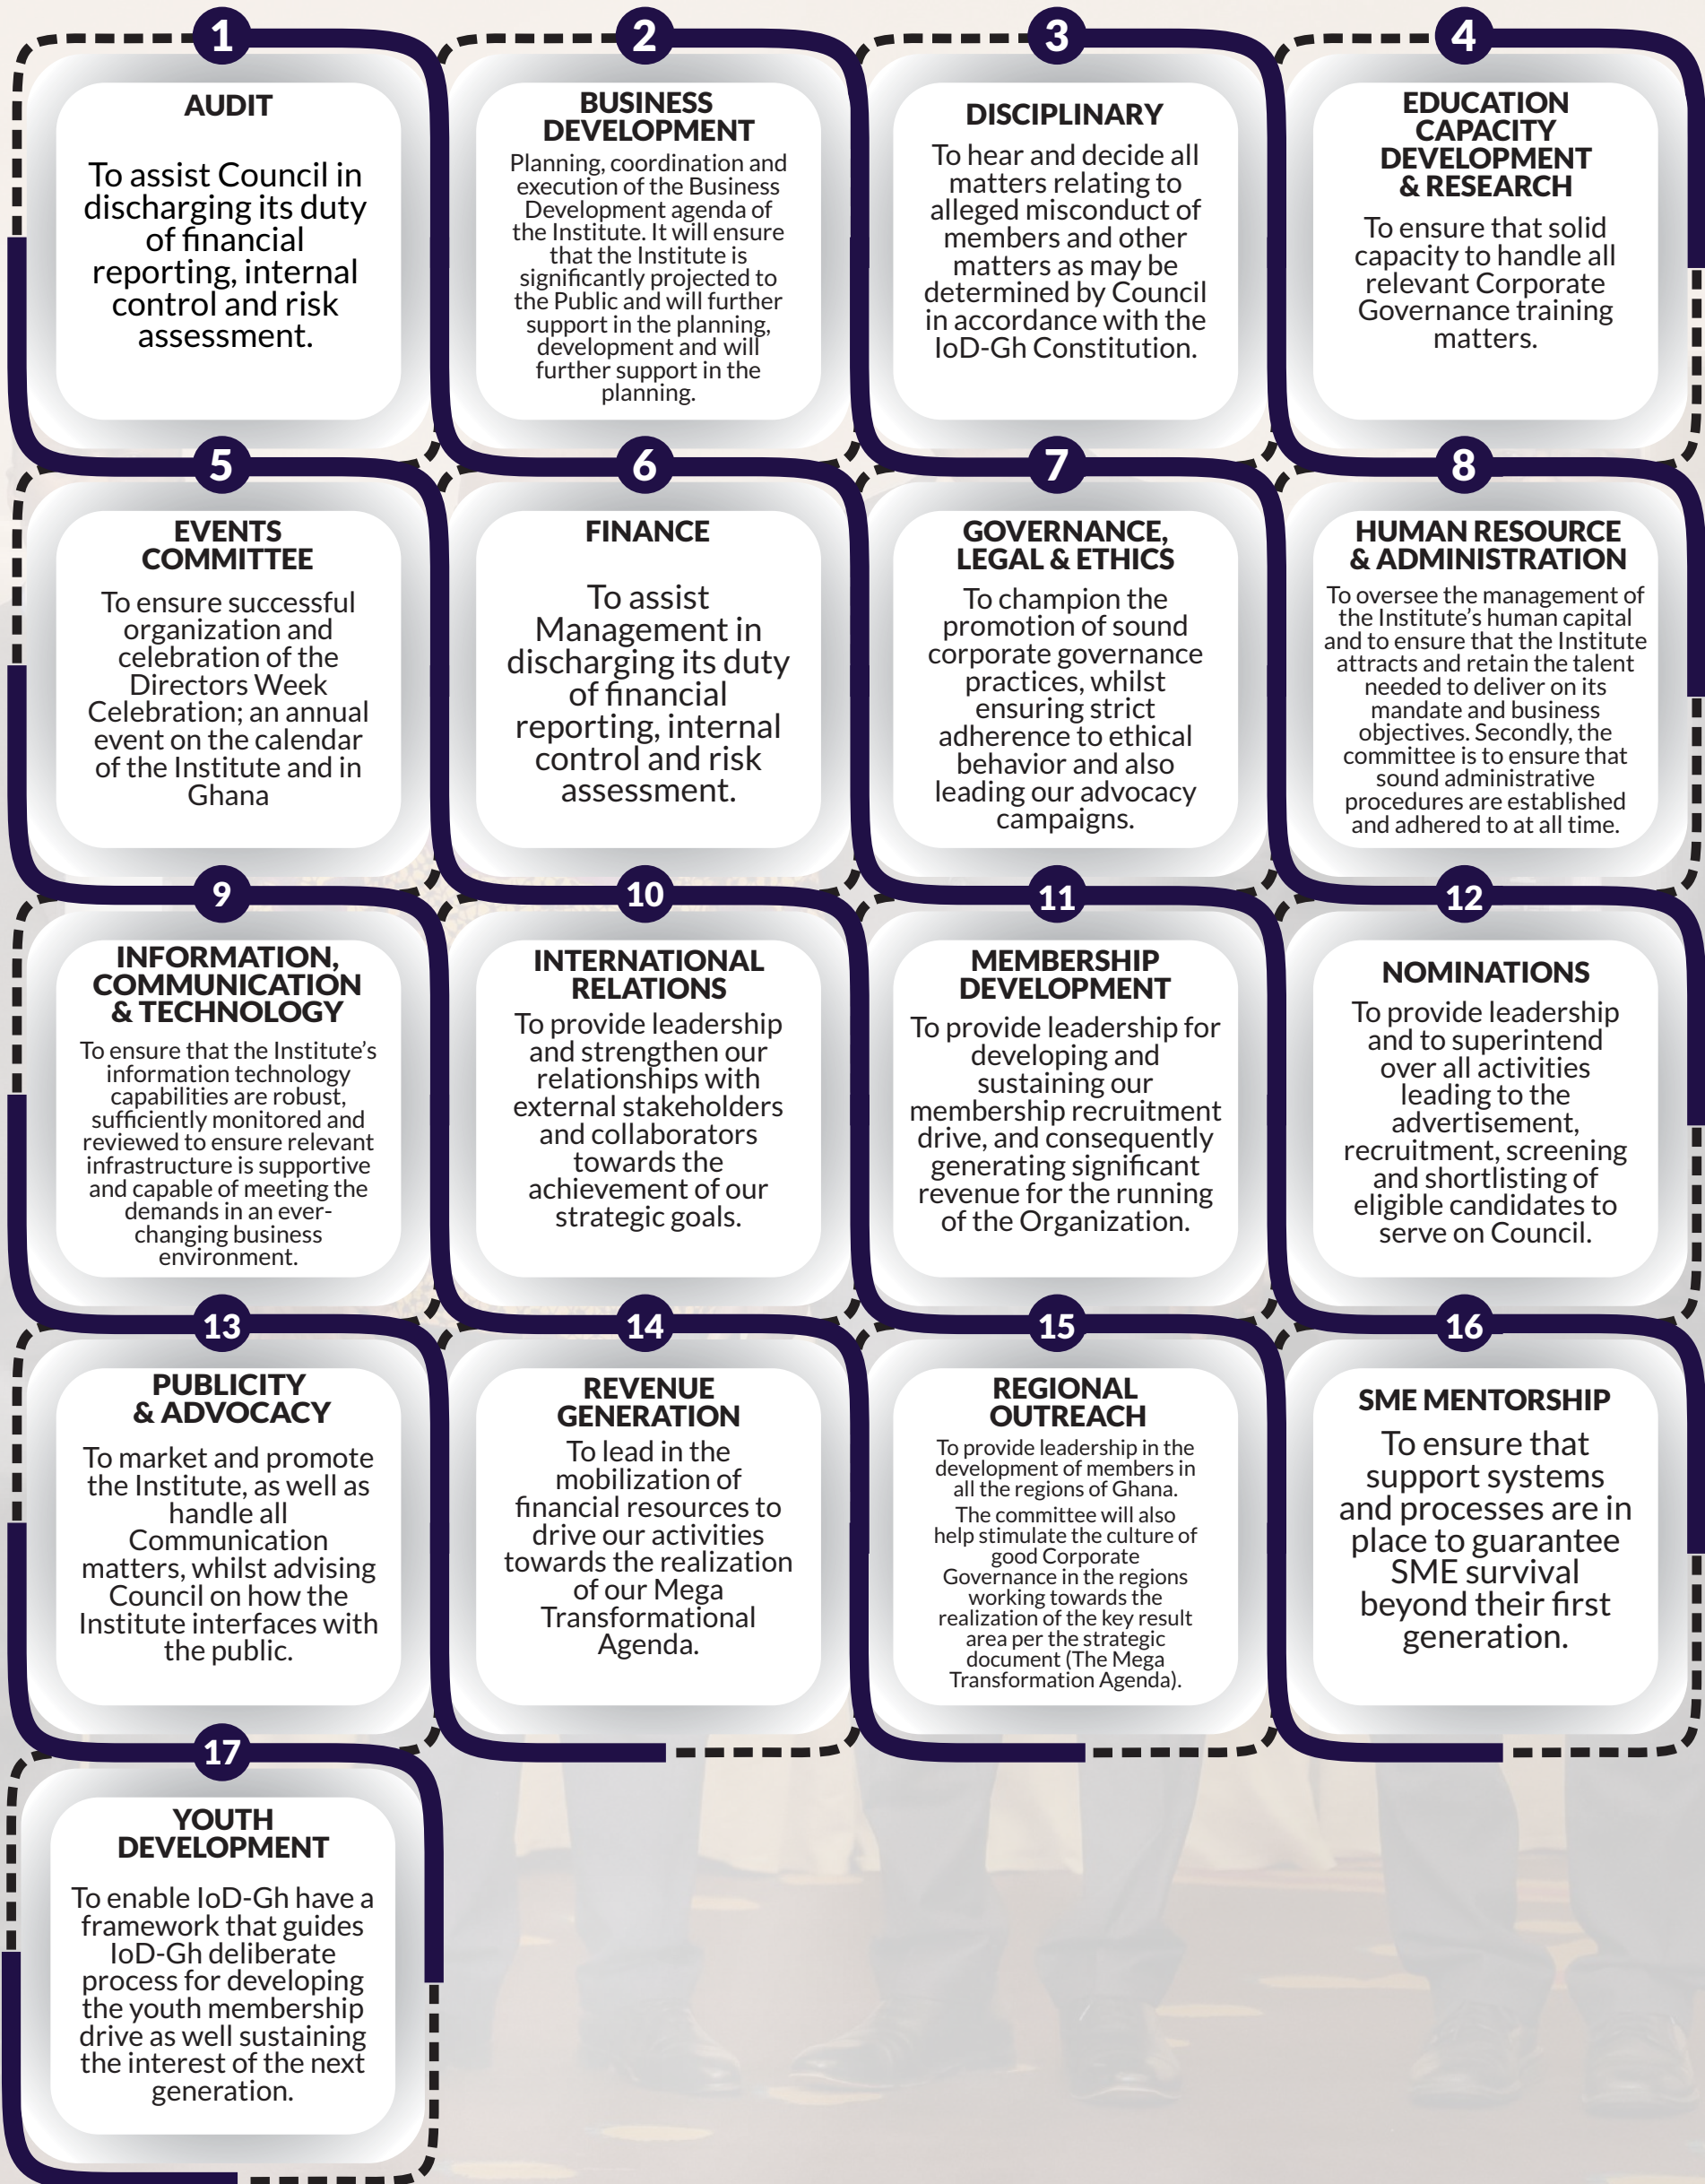 1
AUDIT
To assist Council in
discharging its duty
of financial
reporting, internal
control and risk
assessment.
2
BUSINESS
DEVELOPMENT
Planning, coordination and
execution of the Business
Development agenda of
the Institute. It will ensure
that the Institute is
significantly projected to
the Public and will further
support in the planning,
development and will
further support in the
planning.
3
DISCIPLINARY
To hear and decide all
matters relating to
alleged misconduct of
members and other
matters as may be
determined by Council
in accordance with the
IoD-Gh Constitution.
4
EDUCATION
CAPACITY
DEVELOPMENT
& RESEARCH
To ensure that solid
capacity to handle all
relevant Corporate
Governance training
matters.
5
EVENTS
COMMITTEE
To ensure successful
organization and
celebration of the
Directors Week
Celebration; an annual
event on the calendar
of the Institute and in
Ghana
6
FINANCE
To assist
Management in
discharging its duty
of financial
reporting, internal
control and risk
assessment.
7
GOVERNANCE,
LEGAL & ETHICS
To champion the
promotion of sound
corporate governance
practices, whilst
ensuring strict
adherence to ethical
behavior and also
leading our advocacy
campaigns.
8
HUMAN RESOURCE
& ADMINISTRATION
To oversee the management of
the Institute’s human capital
and to ensure that the Institute
attracts and retain the talent
needed to deliver on its
mandate and business
objectives. Secondly, the
committee is to ensure that
sound administrative
procedures are established
and adhered to at all time.
9
INFORMATION,
COMMUNICATION
& TECHNOLOGY
To ensure that the Institute’s
information technology
capabilities are robust,
sufficiently monitored and
reviewed to ensure relevant
infrastructure is supportive
and capable of meeting the
demands in an ever-
changing business
environment.
10
INTERNATIONAL
RELATIONS
To provide leadership
and strengthen our
relationships with
external stakeholders
and collaborators
towards the
achievement of our
strategic goals.
11
MEMBERSHIP
DEVELOPMENT
To provide leadership for
developing and
sustaining our
membership recruitment
drive, and consequently
generating significant
revenue for the running
of the Organization.
12
NOMINATIONS
To provide leadership
and to superintend
over all activities
leading to the
advertisement,
recruitment, screening
and shortlisting of
eligible candidates to
serve on Council.
13
PUBLICITY
& ADVOCACY
To market and promote
the Institute, as well as
handle all
Communication
matters, whilst advising
Council on how the
Institute interfaces with
the public.
14
REVENUE
GENERATION
To lead in the
mobilization of
financial resources to
drive our activities
towards the realization
of our Mega
Transformational
Agenda.
15
REGIONAL
OUTREACH
To provide leadership in the
development of members in
all the regions of Ghana.
The committee will also
help stimulate the culture of
good Corporate
Governance in the regions
working towards the
realization of the key result
area per the strategic
document (The Mega
Transformation Agenda).
16
SME MENTORSHIP
To ensure that
support systems
and processes are in
place to guarantee
SME survival
beyond their first
generation.
17
YOUTH
DEVELOPMENT
To enable IoD-Gh have a
framework that guides
IoD-Gh deliberate
process for developing
the youth membership
drive as well sustaining
the interest of the next
generation.